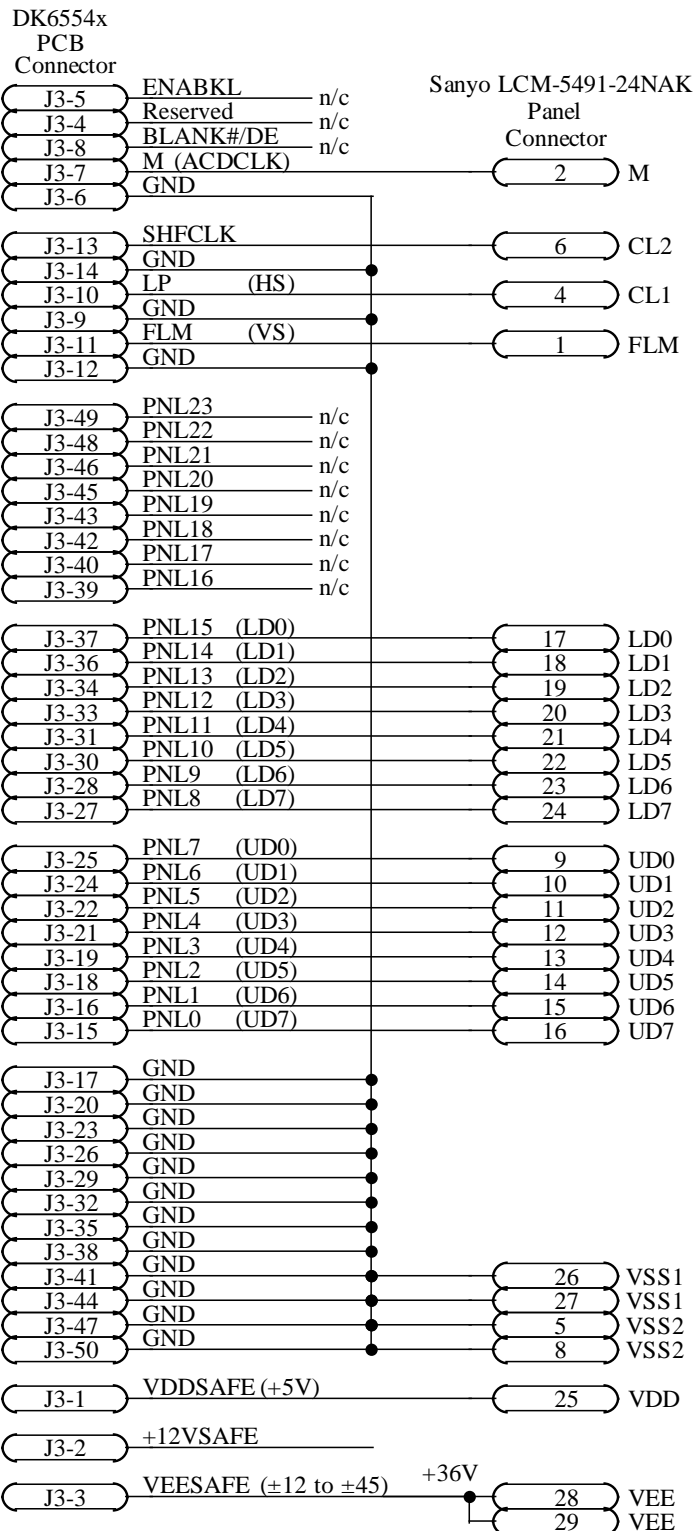 DK6554x
PCB
Connector
Sanyo LCM-5491-24NAK
Panel
Connector
J3-5 ENABKL n/c
J3-4 Reserved n/c
J3-8 BLANK#/DE n/c
J3-7 M (ACDCLK) 2 M
J3-6 GND
J3-13 SHFCLK 6 CL2
J3-14 GND
J3-10 LP (HS) 4 CL1
J3-9 GND
J3-11 FLM (VS) 1 FLM
J3-12 GND
J3-49 PNL23 n/c
J3-48 PNL22 n/c
J3-46 PNL21 n/c
J3-45 PNL20 n/c
J3-43 PNL19 n/c
J3-42 PNL18 n/c
J3-40 PNL17 n/c
J3-39 PNL16 n/c
J3-37 PNL15 (LD0) 17 LD0
J3-36 PNL14 (LD1) 18 LD1
J3-34 PNL13 (LD2) 19 LD2
J3-33 PNL12 (LD3) 20 LD3
J3-31 PNL11 (LD4) 21 LD4
J3-30 PNL10 (LD5) 22 LD5
J3-28 PNL9 (LD6) 23 LD6
J3-27 PNL8 (LD7) 24 LD7
J3-25 PNL7 (UD0) 9 UD0
J3-24 PNL6 (UD1) 10 UD1
J3-22 PNL5 (UD2) 11 UD2
J3-21 PNL4 (UD3) 12 UD3
J3-19 PNL3 (UD4) 13 UD4
J3-18 PNL2 (UD5) 14 UD5
J3-16 PNL1 (UD6) 15 UD6
J3-15 PNL0 (UD7) 16 UD7
J3-17 GND
J3-20 GND
J3-23 GND
J3-26 GND
J3-29 GND
J3-32 GND
J3-35 GND
J3-38 GND
J3-41 GND 26 VSS1
J3-44 GND 27 VSS1
J3-47 GND 5 VSS2
J3-50 GND 8 VSS2
J3-1 VDDSAFE (+5V) 25 VDD
J3-2 +12VSAFE
J3-3 VEESAFE (±12 to ±45) +36V 28 VEE
29 VEE